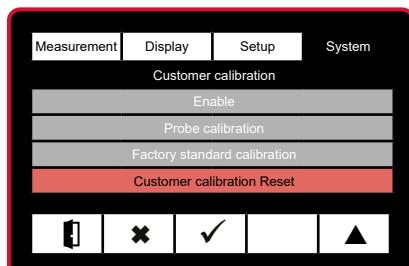 Measurement Display Setup System
Customer calibration
Enable
Probe calibration
Factory standard calibration
Customer calibration Reset